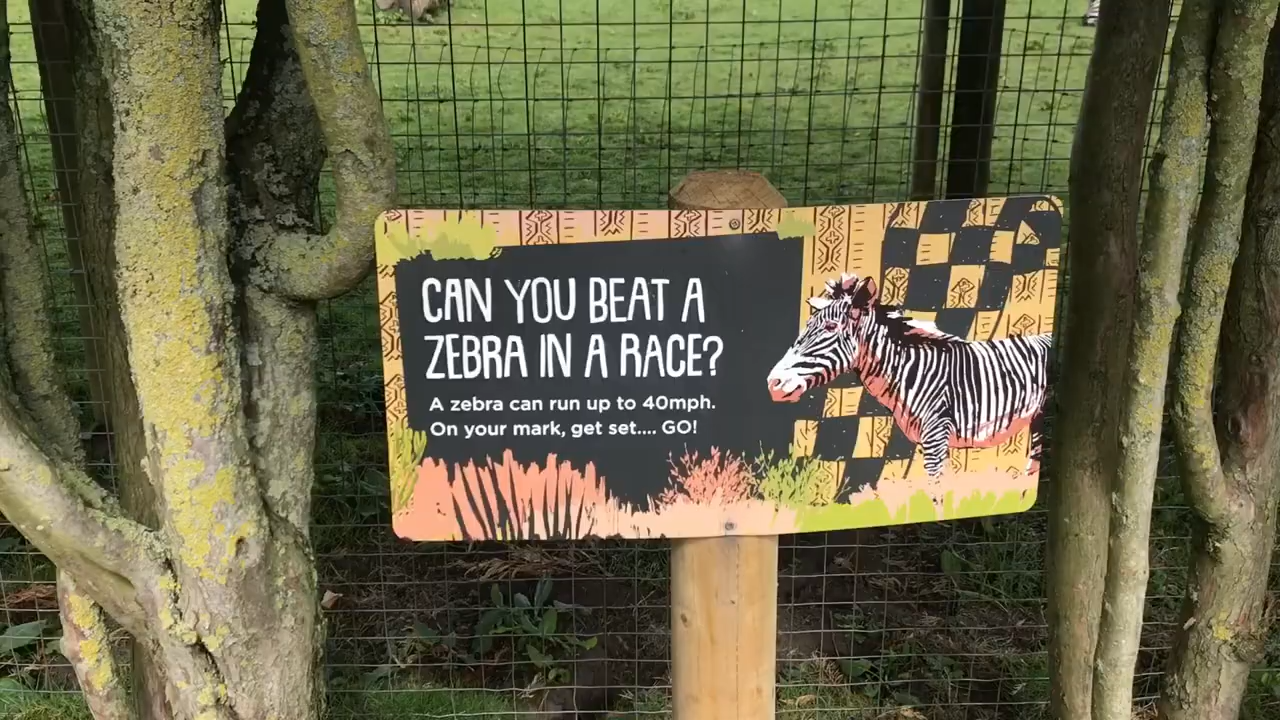 CAN YOU BEAT A
ZEBRA IN A RACE?
A zebra can run up to 40mph.
On your mark, get set.... GO!